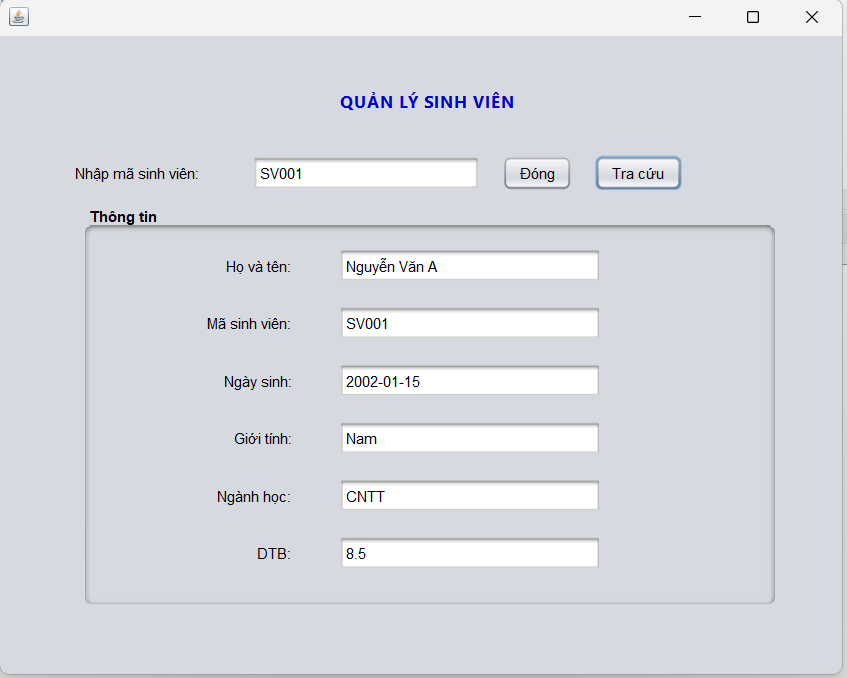 QUẢN LÝ SINH VIÊN
Nhập mã sinh viên: SV001 Đóng Tra cứu
Thông tin
Họ và tên: Nguyễn Văn A
Mã sinh viên: SV001
Ngày sinh: 2002-01-15
Giới tính: Nam
Ngành học: CNTT
DTB: 8.5